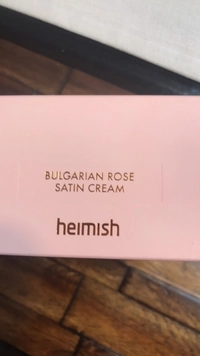 BULGARIAN ROSE
SATIN CREAM
heimish